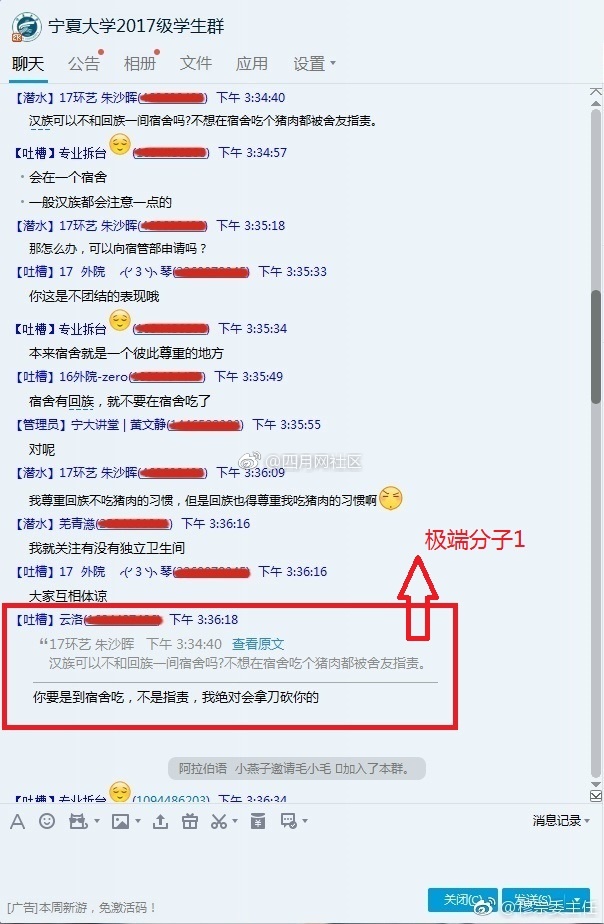 宁夏大学2017级学生群
聊天 公告 相册 文件 应用 设置
【潜水】17环艺 朱沙晖( ) 下午 3:34:40
汉族可以不和回族一间宿舍吗?不想在宿舍吃个猪肉都被舍友指责。
【吐槽】专业拆台 ( ) 下午 3:34:57
会在一个宿舍
一般汉族都会注意一点的
【潜水】17环艺 朱沙晖( ) 下午 3:35:18
那怎么办，可以向宿管部申请吗？
【吐槽】17 外院 琴( ) 下午 3:35:33
你这是不团结的表现哦
【吐槽】专业拆台 ( ) 下午 3:35:34
本来宿舍就是一个彼此尊重的地方
【吐槽】16外院-zero( ) 下午 3:35:49
宿舍有回族，就不要在宿舍吃了
【管理员】宁大讲堂 | 黄文静( ) 下午 3:35:55
对呢
@四月网社区
【潜水】17环艺 朱沙晖( ) 下午 3:36:09
我尊重回族不吃猪肉的习惯，但是回族也得尊重我吃猪肉的习惯啊
【潜水】羌青滋( ) 下午 3:36:16
我就关注有没有独立卫生间
极端分子1
【吐槽】17 外院 琴( ) 下午 3:36:16
大家互相体谅
【吐槽】云洛( ) 下午 3:36:18
“17环艺 朱沙晖 下午 3:34:40 查看原文
汉族可以不和回族一间宿舍吗?不想在宿舍吃个猪肉都被舍友指责。
你要是到宿舍吃，不是指责，我绝对会拿刀砍你的
阿拉伯语 小燕子邀请毛小毛 加入了本群。
【吐槽】专业拆台 (1094486203) 下午 3:36:34
消息记录
关闭(C) 发送(S)
[广告]本周新游，免激活码！
委主任